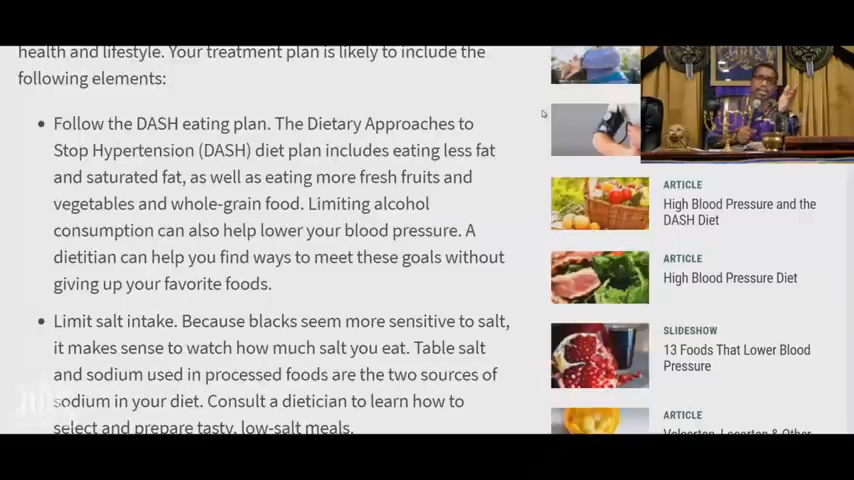 health and lifestyle. Your treatment plan is likely to include the
following elements:
Follow the DASH eating plan. The Dietary Approaches to
Stop Hypertension (DASH) diet plan includes eating less fat
and saturated fat, as well as eating more fresh fruits and
vegetables and whole-grain food. Limiting alcohol
consumption can also help lower your blood pressure. A
dietitian can help you find ways to meet these goals without
giving up your favorite foods.
Limit salt intake. Because blacks seem more sensitive to salt,
it makes sense to watch how much salt you eat. Table salt
and sodium used in processed foods are the two sources of
sodium in your diet. Consult a dietician to learn how to
select and prepare tasty, low-salt meals.
ARTICLE
High Blood Pressure and the
DASH Diet
ARTICLE
High Blood Pressure Diet
SLIDESHOW
13 Foods That Lower Blood
Pressure
ARTICLE